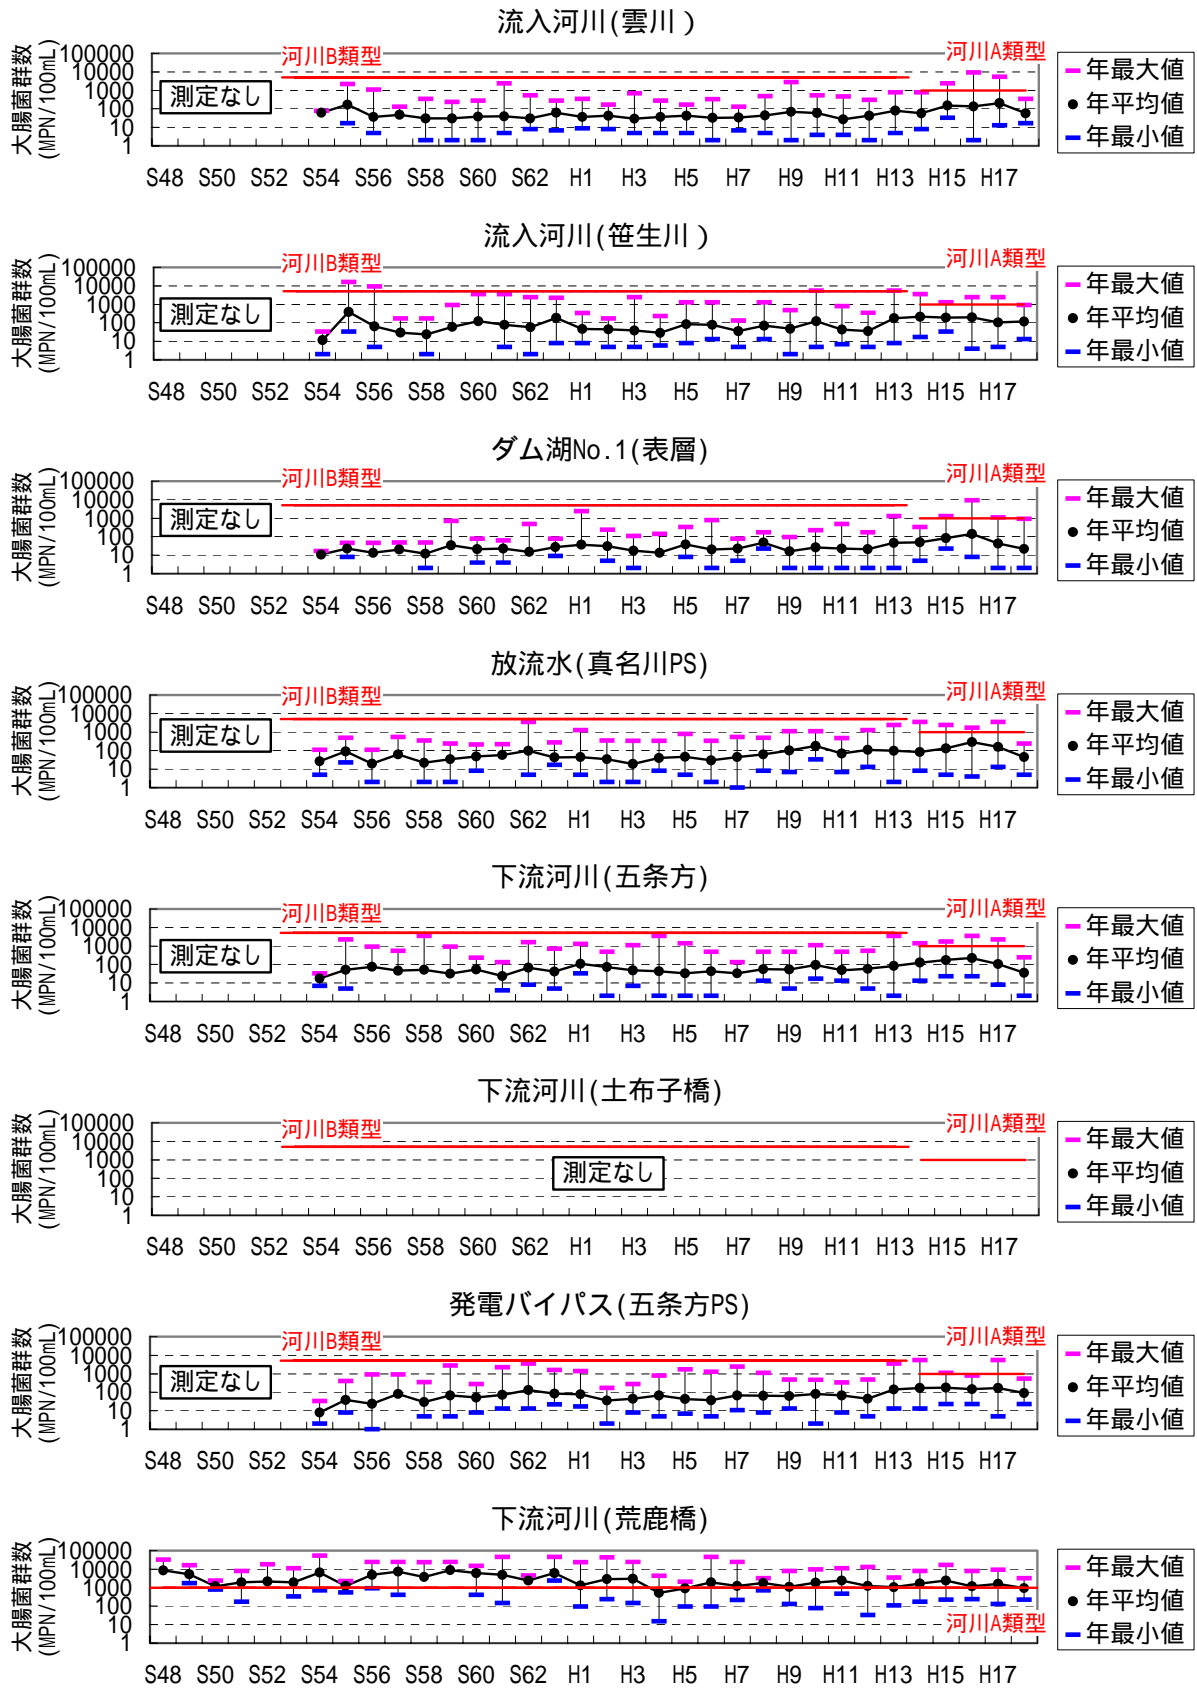 流入河川(雲川)
大腸菌群数
(MPN/100mL)
100000
10000
1000
100
10
1
河川B類型
河川A類型
測定なし
年最大値
年平均値
年最小値
S48 S50 S52 S54 S56 S58 S60 S62 H1 H3 H5 H7 H9 H11 H13 H15 H17
流入河川(笹生川)
大腸菌群数
(MPN/100mL)
100000
10000
1000
100
10
1
河川B類型
河川A類型
測定なし
年最大値
年平均値
年最小値
S48 S50 S52 S54 S56 S58 S60 S62 H1 H3 H5 H7 H9 H11 H13 H15 H17
ダム湖No.1(表層)
大腸菌群数
(MPN/100mL)
100000
10000
1000
100
10
1
河川B類型
河川A類型
測定なし
年最大値
年平均値
年最小値
S48 S50 S52 S54 S56 S58 S60 S62 H1 H3 H5 H7 H9 H11 H13 H15 H17
放流水(真名川PS)
大腸菌群数
(MPN/100mL)
100000
10000
1000
100
10
1
河川B類型
河川A類型
測定なし
年最大値
年平均値
年最小値
S48 S50 S52 S54 S56 S58 S60 S62 H1 H3 H5 H7 H9 H11 H13 H15 H17
下流河川(五条方)
大腸菌群数
(MPN/100mL)
100000
10000
1000
100
10
1
河川B類型
河川A類型
測定なし
年最大値
年平均値
年最小値
S48 S50 S52 S54 S56 S58 S60 S62 H1 H3 H5 H7 H9 H11 H13 H15 H17
下流河川(土布子橋)
大腸菌群数
(MPN/100mL)
100000
10000
1000
100
10
1
河川B類型
河川A類型
測定なし
年最大値
年平均値
年最小値
S48 S50 S52 S54 S56 S58 S60 S62 H1 H3 H5 H7 H9 H11 H13 H15 H17
発電バイパス(五条方PS)
大腸菌群数
(MPN/100mL)
100000
10000
1000
100
10
1
河川B類型
河川A類型
測定なし
年最大値
年平均値
年最小値
S48 S50 S52 S54 S56 S58 S60 S62 H1 H3 H5 H7 H9 H11 H13 H15 H17
下流河川(荒鹿橋)
大腸菌群数
(MPN/100mL)
100000
10000
1000
100
10
1
河川A類型
年最大値
年平均値
年最小値
S48 S50 S52 S54 S56 S58 S60 S62 H1 H3 H5 H7 H9 H11 H13 H15 H17